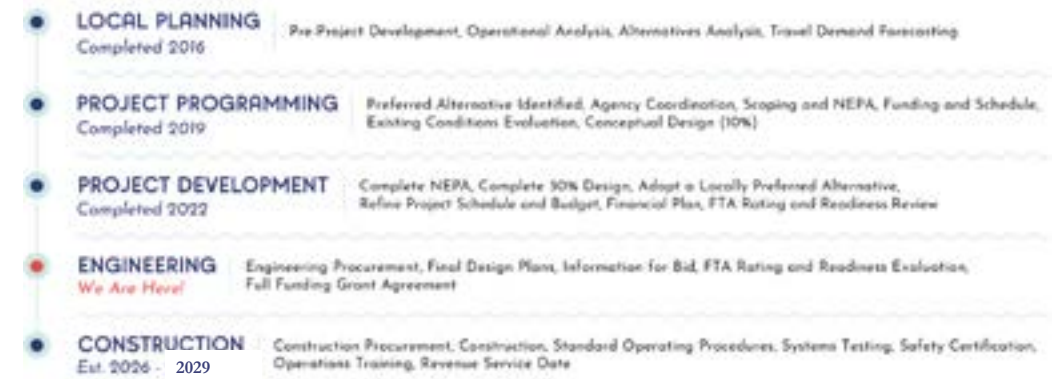 LOCAL PLANNING
Completed 2016
Pre Project Development, Operational Analysis, Alternatives Analysis, Travel Demand Forecasting
PROJECT PROGRAMMING
Completed 2019
Preferred Alternative Identified, Agency Coordination, Scoping and NEPA, Funding and Schedule,
Existing Conditions Evaluation, Conceptual Design (10%)
PROJECT DEVELOPMENT
Completed 2022
Complete NEPA, Complete 30% Design, Adopt a Locally Preferred Alternative,
Refine Project Schedule and Budget, Financial Plan, FTA Rating and Readiness Review
ENGINEERING
We Are Here!
Engineering Procurement, Final Design Plans, Information for Bid, FTA Rating and Readiness Evaluation,
Full Funding Grant Agreement
CONSTRUCTION
Est. 2026 - 2029
Construction Procurement, Construction, Standard Operating Procedures, Systems Testing, Safety Certification,
Operations Training, Revenue Service Date